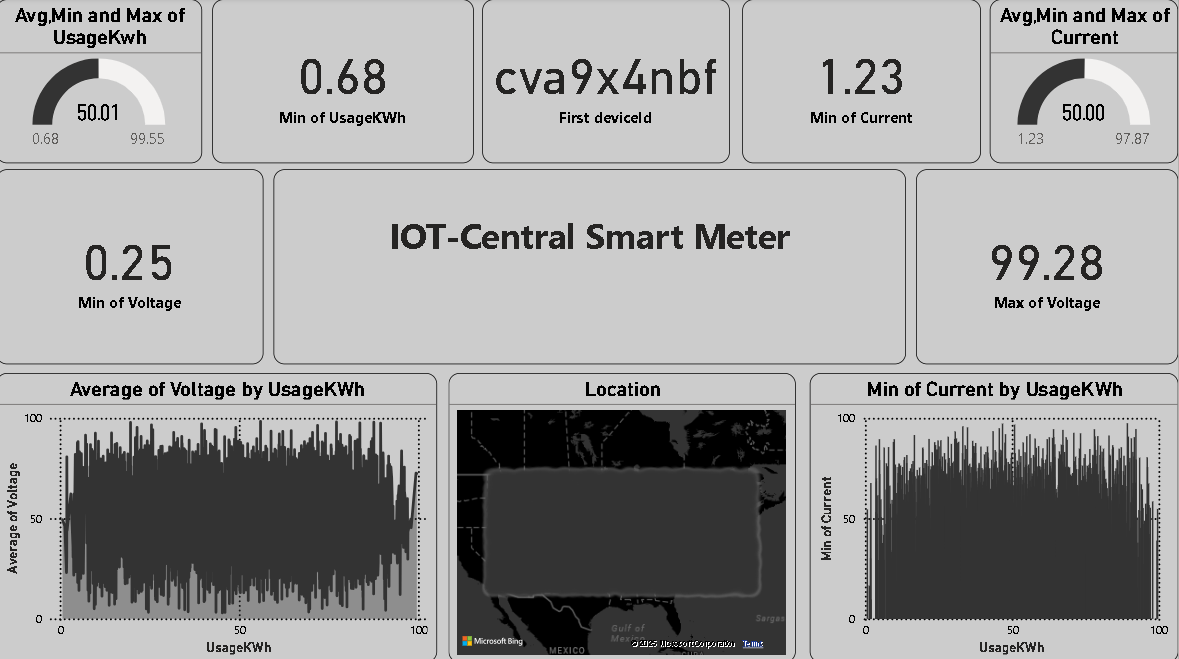 Avg,Min and Max of
UsageKwh
50.01
0.68
99.55
0.68
Min of UsageKWh
cva9x4nbf
First deviceId
1.23
Min of Current
Avg,Min and Max of
Current
50.00
1.23
97.87
0.25
Min of Voltage
IOT-Central Smart Meter
99.28
Max of Voltage
Average of Voltage by UsageKWh
Average of Voltage
100
50
0
0
50
100
UsageKWh
Location
Gulf of
Mexico
Sargas
Microsoft Bing
© 2025 Microsoft Corporation Terms
MEXICO
CUBA
Min of Current by UsageKWh
Min of Current
100
50
0
0
50
100
UsageKWh